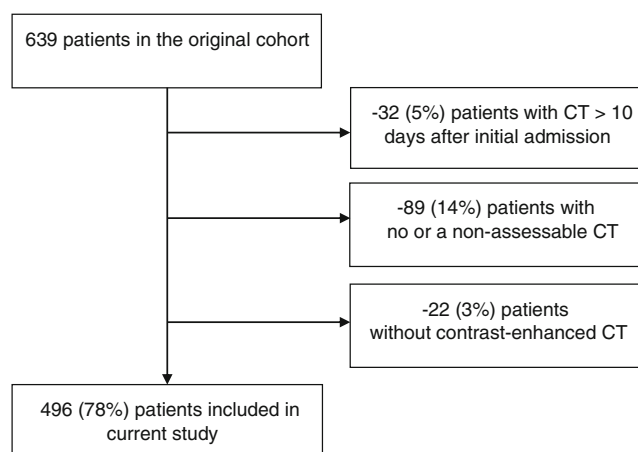 639 patients in the original cohort
-32 (5%) patients with CT > 10
days after initial admission
-89 (14%) patients with
no or a non-assessable CT
-22 (3%) patients
without contrast-enhanced CT
496 (78%) patients included in
current study